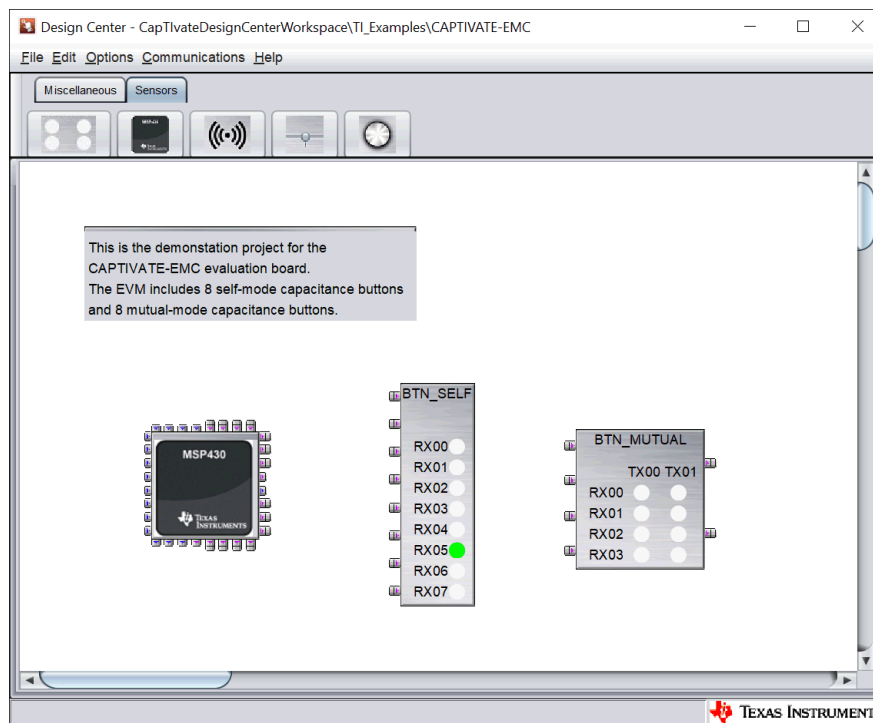 Design Center - CapTIvateDesignCenterWorkspace\TI_Examples\CAPTIVATE-EMC
File Edit Options Communications Help
Miscellaneous Sensors
This is the demonstation project for the
CAPTIVATE-EMC evaluation board.
The EVM includes 8 self-mode capacitance buttons
and 8 mutual-mode capacitance buttons.
MSP430
TEXAS
INSTRUMENTS
BTN_SELF
RX00
RX01
RX02
RX03
RX04
RX05
RX06
RX07
BTN_MUTUAL
TX00 TX01
RX00
RX01
RX02
RX03
TEXAS INSTRUMENT